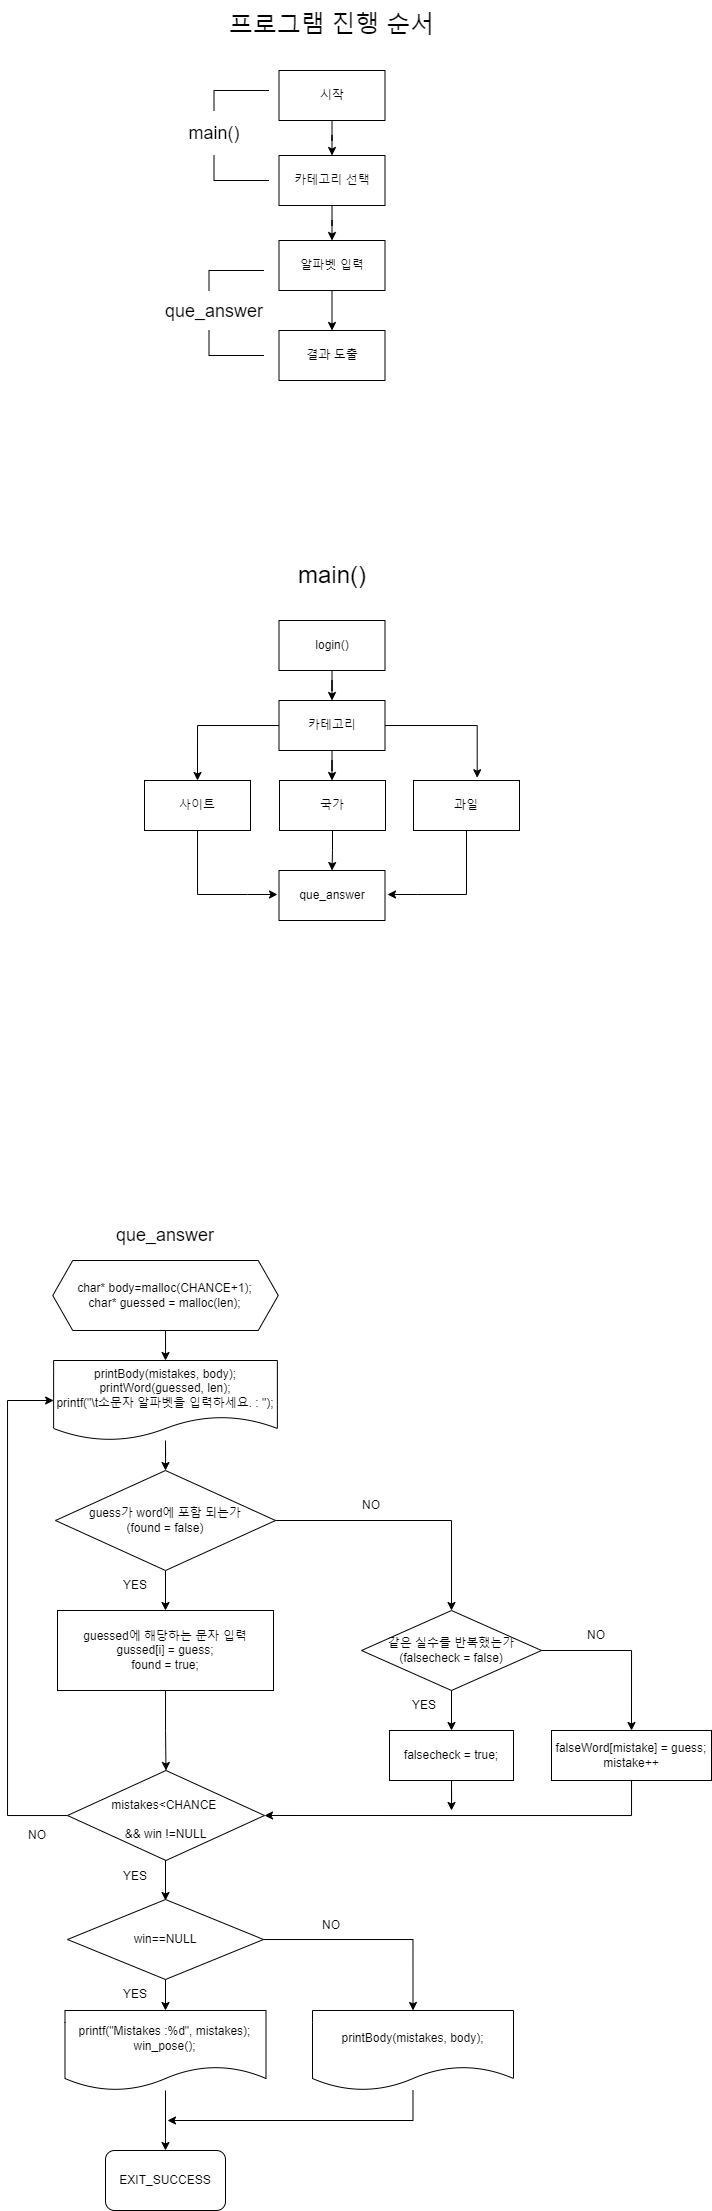 프로그램 진행 순서
시작
main()
카테고리 선택
알파벳 입력
que_answer
결과 도출
main()
login()
카테고리
사이트
국가
과일
que_answer
que_answer
char* body=malloc(CHANCE+1);
char* guessed = malloc(len);
printBody(mistakes, body);
printWord(guessed, len);
printf("\t소문자 알파벳을 입력하세요. : ");
guess가 word에 포함 되는가
(found = false)
NO
YES
guessed에 해당하는 문자 입력
gussed[i] = guess;
found = true;
같은 실수를 반복했는가
(falsecheck = false)
NO
YES
falsecheck = true;
falseWord[mistake] = guess;
mistake++
mistakes<CHANCE
&& win !=NULL
NO
YES
win==NULL
NO
YES
printf("Mistakes :%d", mistakes);
win_pose();
printBody(mistakes, body);
EXIT_SUCCESS